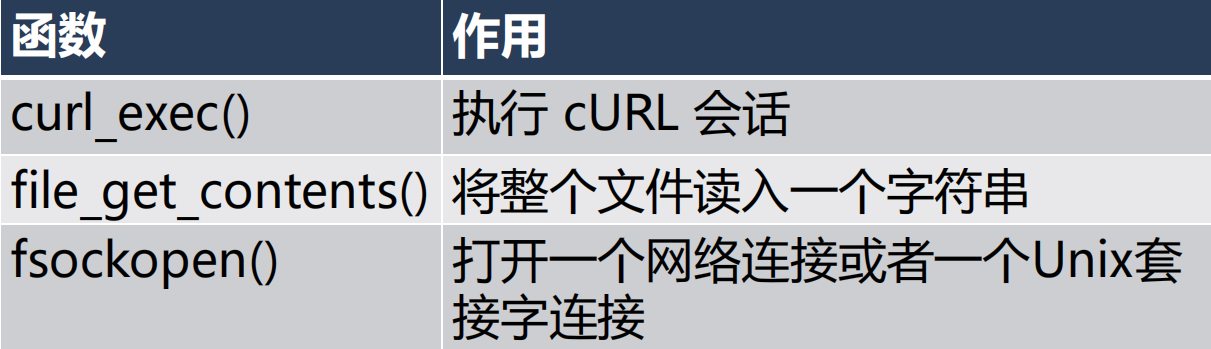 函数 作用
curl_exec() 执行 cURL 会话
file_get_contents() 将整个文件读入一个字符串
fsockopen() 打开一个网络连接或者一个Unix套
接字连接